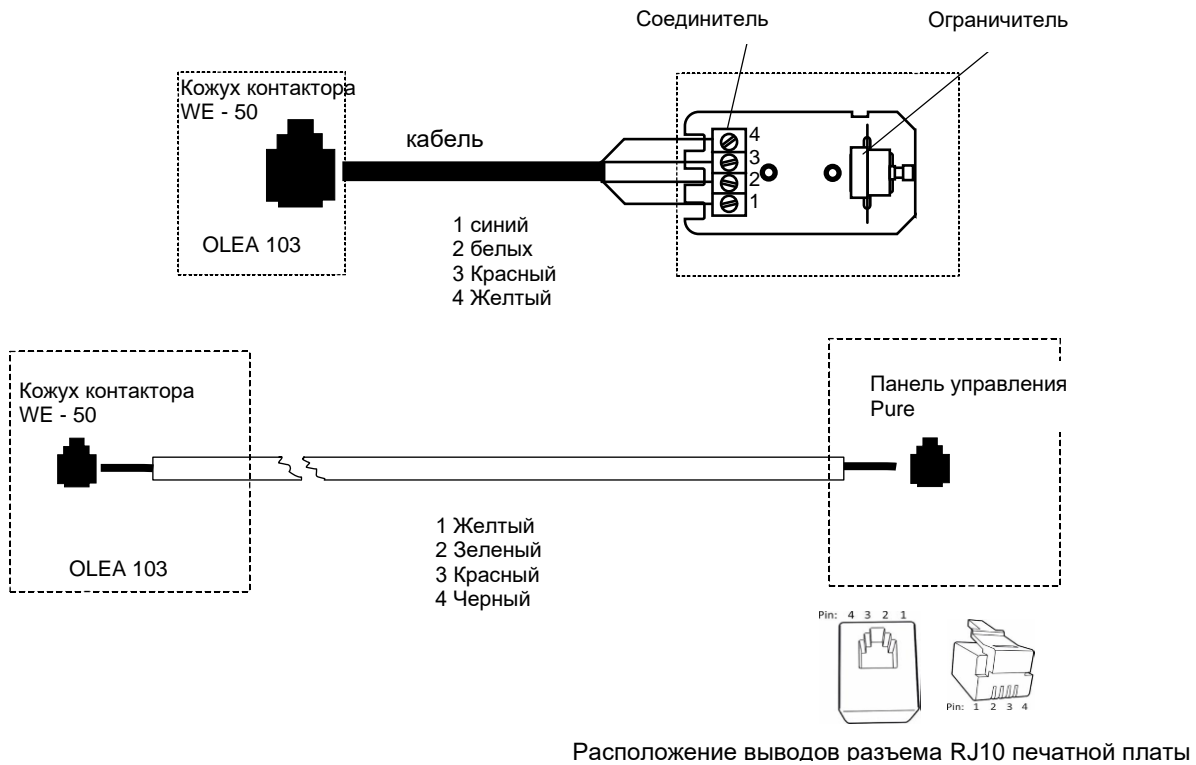 Соединитель
Ограничитель
Кожух контактора
WE - 50
кабель
4
3
2
1
OLEA 103
1 синий
2 белых
3 Красный
4 Желтый
Кожух контактора
WE - 50
Панель управления
Pure
1 Желтый
2 Зеленый
3 Красный
4 Черный
OLEA 103
Pin: 4 3 2 1
Pin: 1 2 3 4
Расположение выводов разъема RJ10 печатной платы